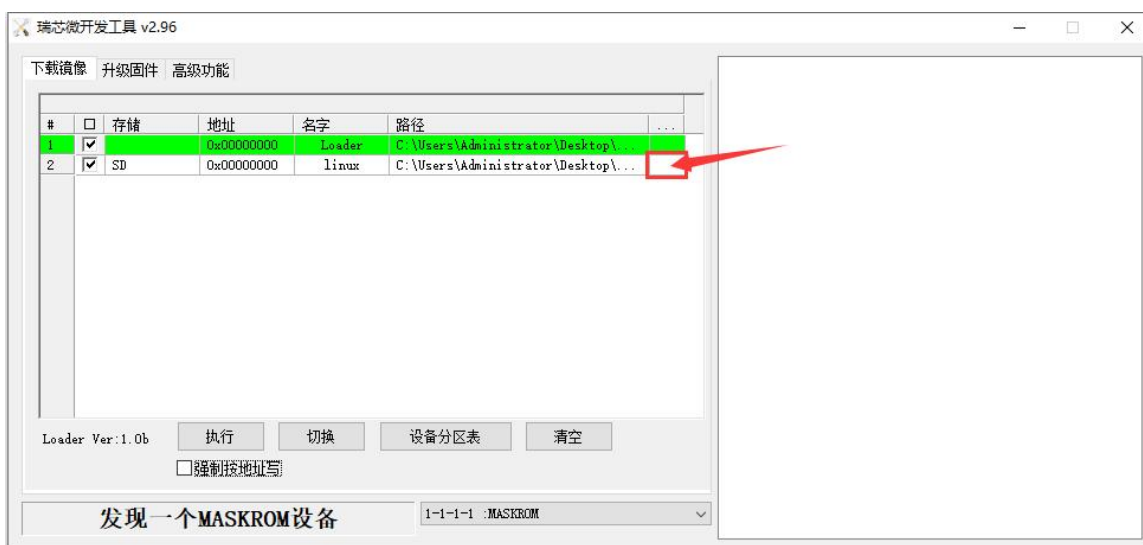 瑞芯微开发工具 v2.96
下载镜像 升级固件 高级功能
# 存储 地址 名字 路径 ...
1 0x00000000 Loader C:\Users\Administrator\Desktop\...
2 SD 0x00000000 linux C:\Users\Administrator\Desktop\...
Loader Ver:1.0b 执行 切换 设备分区表 清空
强制按地址写
发现一个MASKROM设备 1-1-1-1 :MASKROM